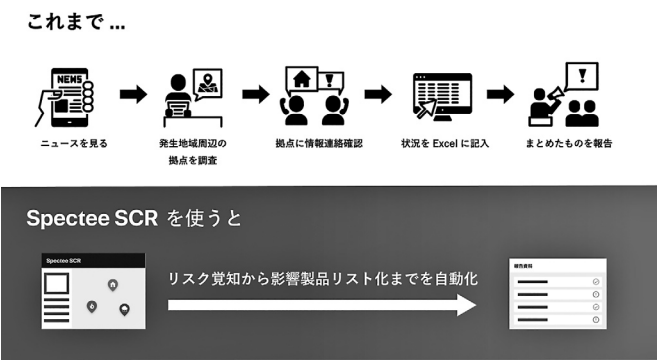 これまで ...
NEWS
ニュースを見る
発生地域周辺の
拠点を調査
拠点に情報連絡確認
状況を Excel に記入
まとめたものを報告
Spectee SCR を使うと
Spectee SCR
リスク覚知から影響製品リスト化までを自動化
報告資料